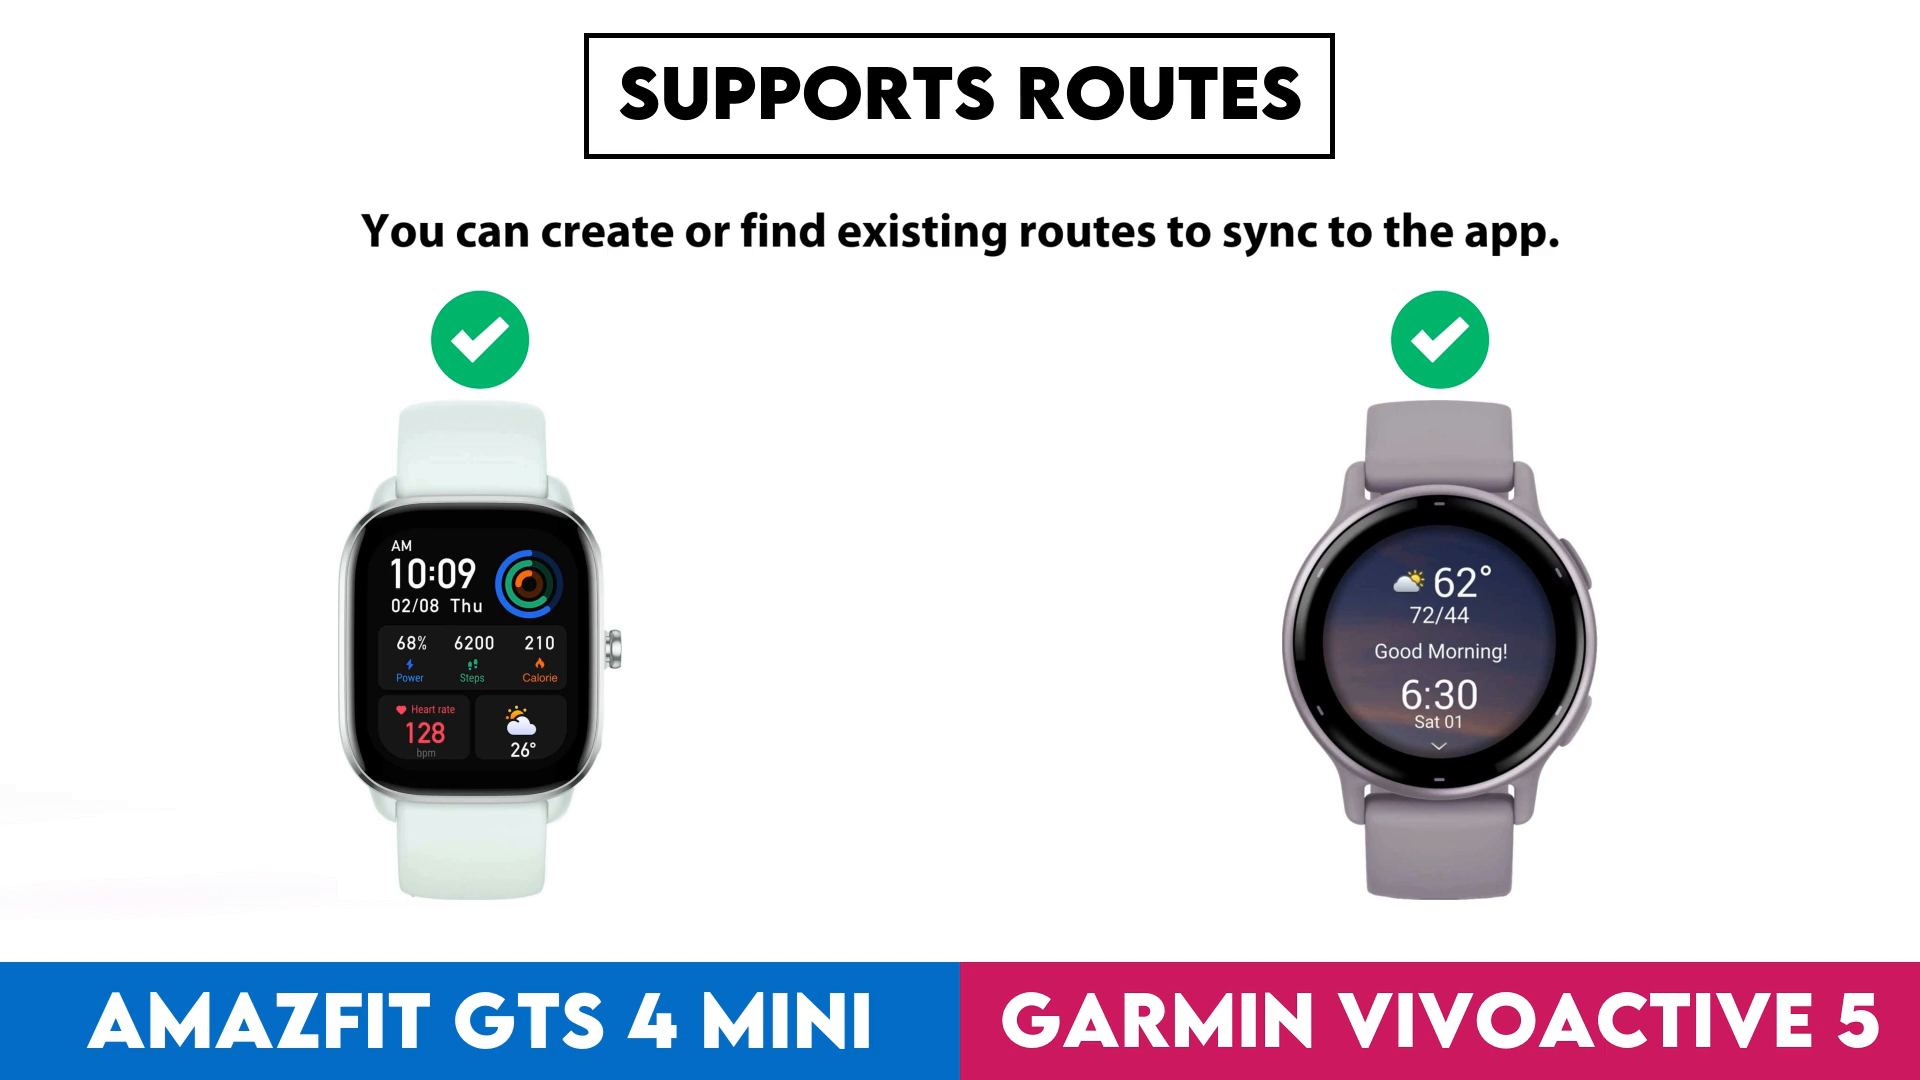 SUPPORTS ROUTES
You can create or find existing routes to sync to the app.
AM
10:09
02/08 Thu
68% 6200 210
Power Steps Calorie
Heart rate
128
bpm
26°
62°
72/44
Good Morning!
6:30
Sat 01
AMAZFIT GTS 4 MINI
GARMIN VIVOACTIVE 5